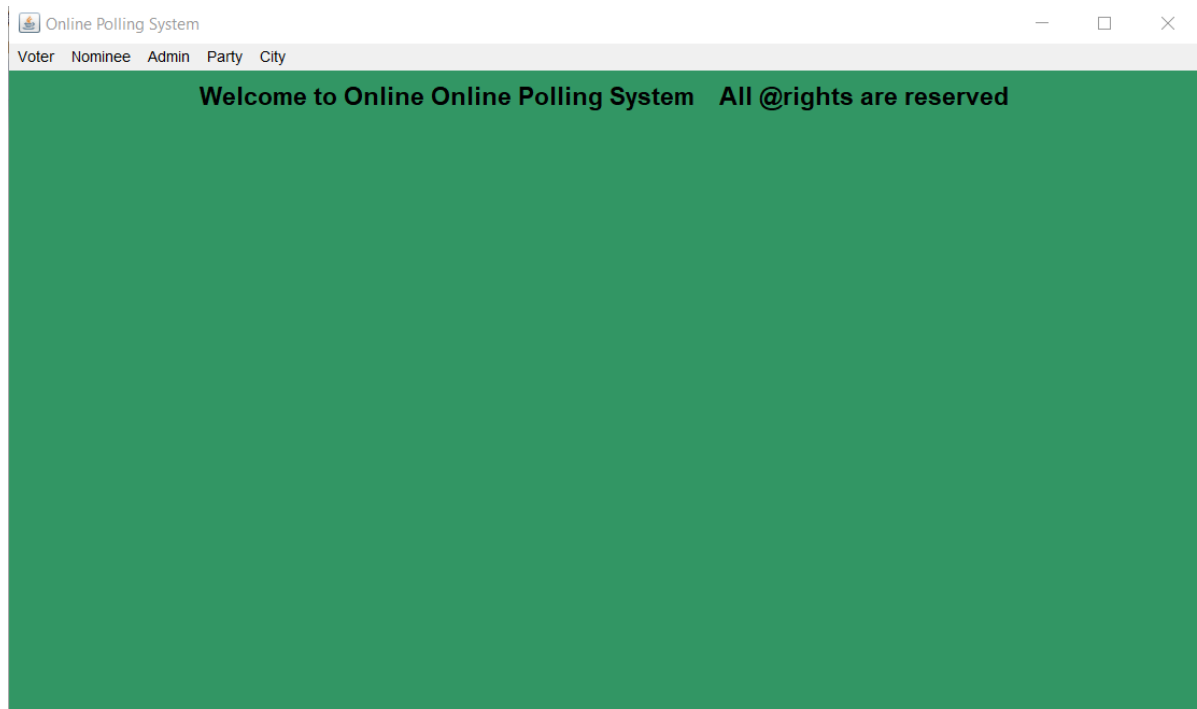 Online Polling System
Voter Nominee Admin Party City
Welcome to Online Online Polling System All @rights are reserved